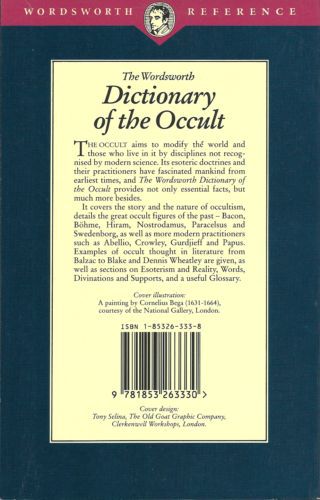 WORDSWORTH REFERENCE
The Wordsworth
Dictionary
of the Occult
THE OCCULT aims to modify the world and
those who live in it by disciplines not recog-
nised by modern science. Its esoteric doctrines and
their practitioners have fascinated mankind from
earliest times, and The Wordsworth Dictionary of
the Occult provides not only essential facts, but
much more besides.
It covers the story and the nature of occultism,
details the great occult figures of the past – Bacon,
Böhme, Hiram, Nostrodamus, Paracelsus and
Swedenborg, as well as more modern practitioners
such as Abellio, Crowley, Gurdjieff and Papus.
Examples of occult thought in literature from
Balzac to Blake and Dennis Wheatley are given, as
well as sections on Esoterism and Reality, Words,
Divinations and Supports, and a useful Glossary.
Cover illustration:
A painting by Cornelius Bega (1631-1664),
courtesy of the National Gallery, London.
ISBN 1-85326-333-8
9 781853 263330 >
Cover design:
Tony Selina, The Old Goat Graphic Company,
Clerkenwell Workshops, London.